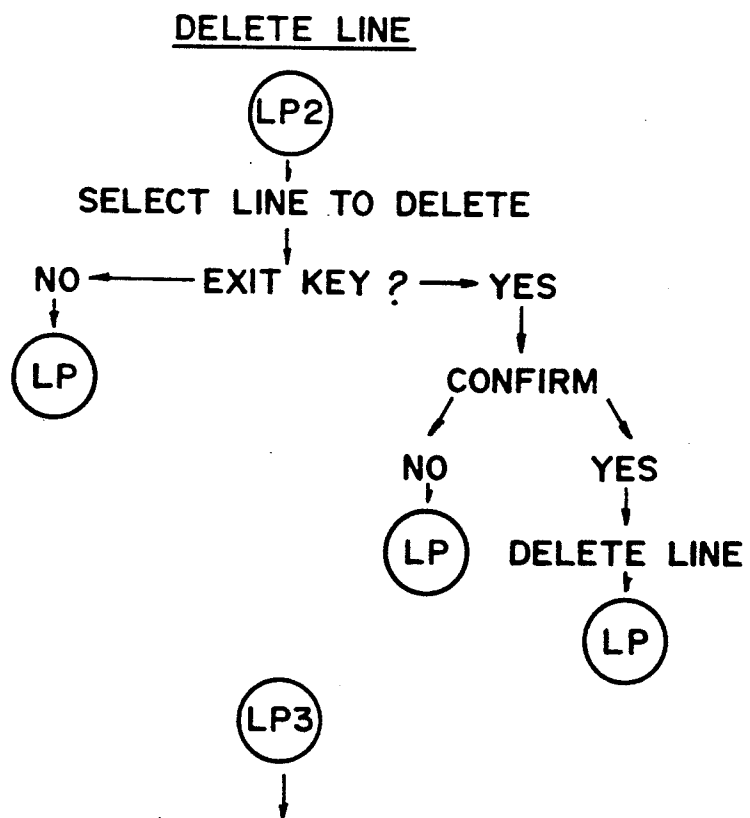 DELETE LINE
LP2
SELECT LINE TO DELETE
NO EXIT KEY ? YES
LP
CONFIRM
NO YES
LP DELETE LINE
LP
LP3